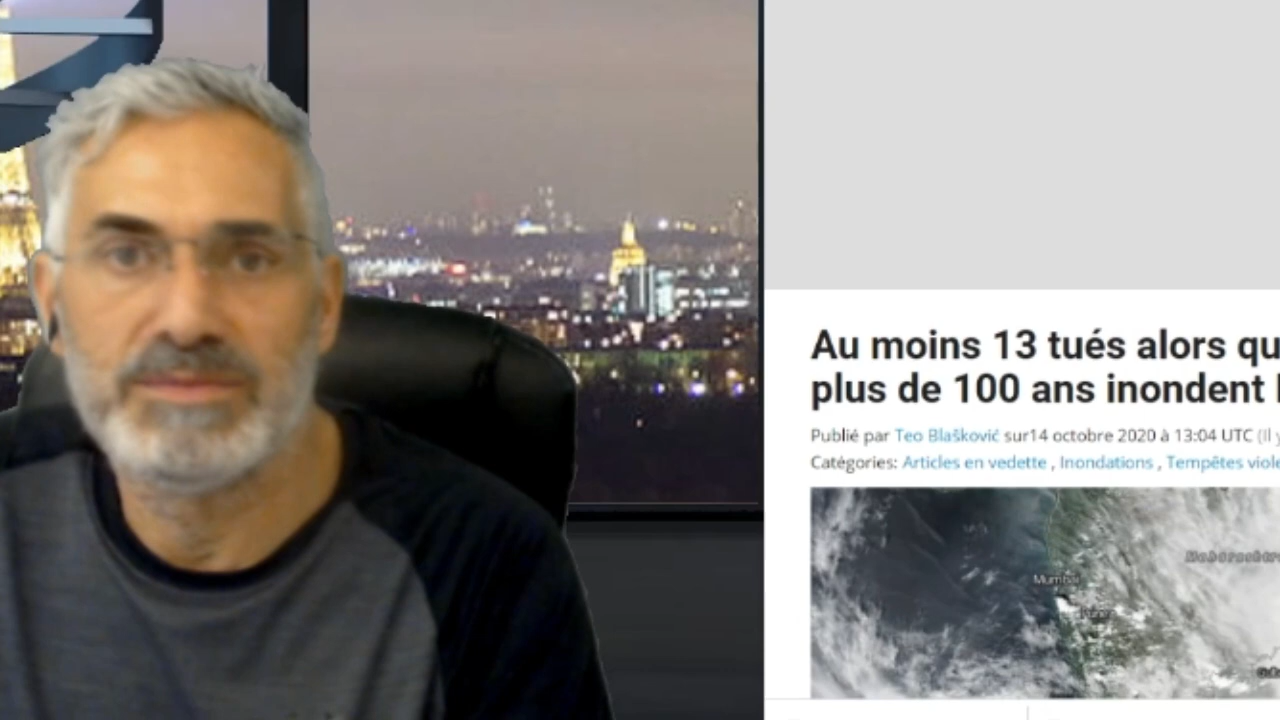 Au moins 13 tués alors qu
plus de 100 ans inondent
Publié par Teo Blašković sur14 octobre 2020 à 13:04 UTC (Il y
Catégories: Articles en vedette , Inondations , Tempêtes viole
Mumbai